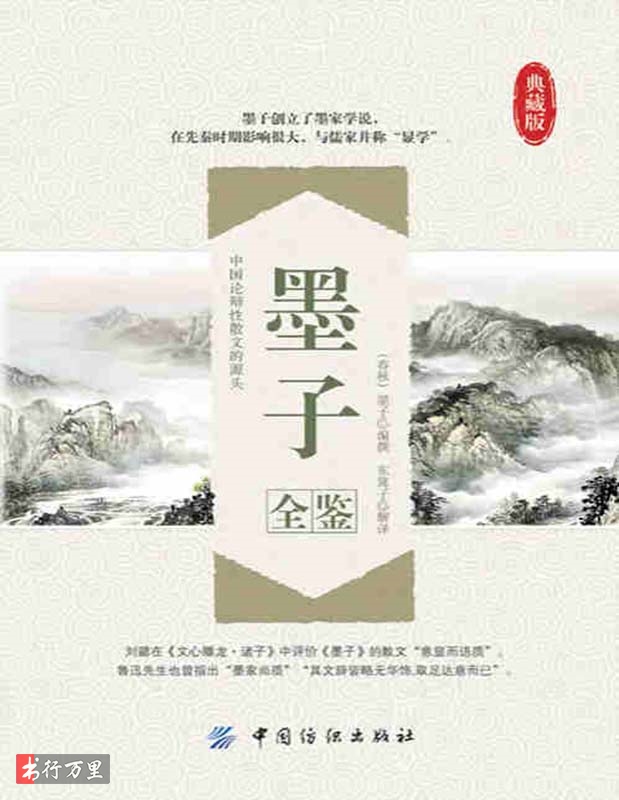 典藏版
墨子创立了墨家学说，
在先秦时期影响很大，与儒家并称“显学”。
中国论辩性散文的源头
墨子
全鉴
（春秋）墨子◎编撰 东篱子◎解译
刘勰在《文心雕龙·诸子》中评价《墨子》的散文“意显而语质”。
鲁迅先生也曾指出“墨家尚质”“其文辞皆略无华饰，取足达意而已”。
中国纺织出版社
书行万里